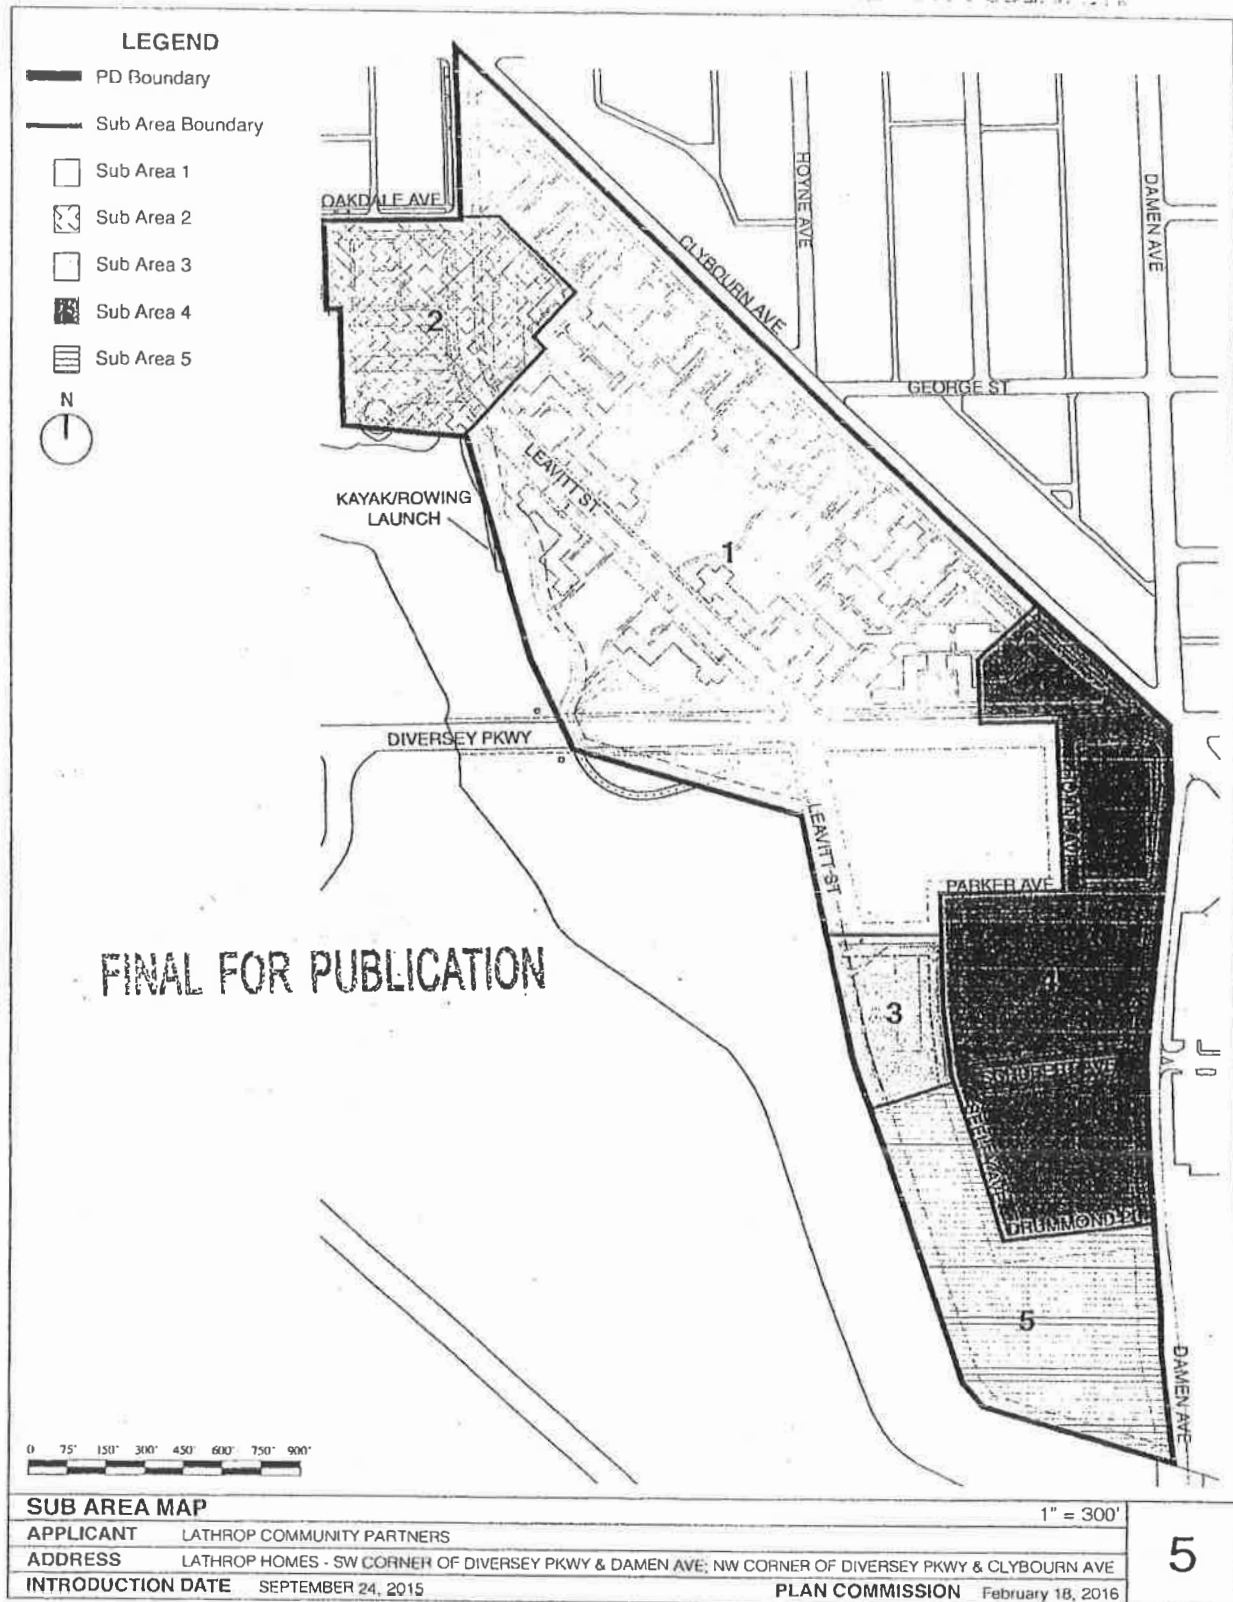 LEGEND
PD Boundary
Sub Area Boundary
Sub Area 1
Sub Area 2
Sub Area 3
Sub Area 4
Sub Area 5
N
OAKDALE AVE
HOYNE AVE
DAMEN AVE
CLYBOURN AVE
GEORGE ST
2
LEAVITT ST
KAYAK/ROWING
LAUNCH
1
DIVERSEY PKWY
HOYNE AVE
LEAVITT ST
PARKER AVE
FINAL FOR PUBLICATION
4
3
SCHUBERT AVE
SEELEY AVE
DRUMMOND PL
5
DAMEN AVE
0 75' 150' 300' 450' 600' 750' 900'
SUB AREA MAP 1" = 300'
APPLICANT LATHROP COMMUNITY PARTNERS
ADDRESS LATHROP HOMES - SW CORNER OF DIVERSEY PKWY & DAMEN AVE; NW CORNER OF DIVERSEY PKWY & CLYBOURN AVE
INTRODUCTION DATE SEPTEMBER 24, 2015 PLAN COMMISSION February 18, 2016
5